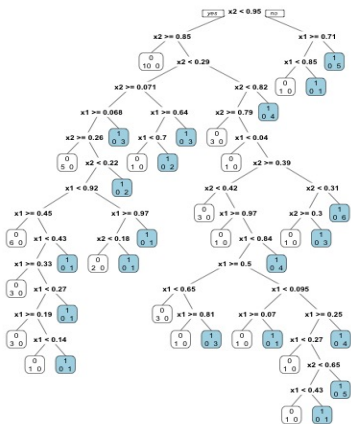 yes x2 < 0.95 no
x2 >= 0.85 x1 >= 0.71
0
10 0
x2 < 0.29 x1 < 0.85 1
0 5
x2 >= 0.071 x2 < 0.82 0
1 0
1
0 1
x1 >= 0.068 x1 >= 0.64 x2 >= 0.79 1
0 4
x2 >= 0.26 1
0 3
x1 < 0.7 1
0 3
0
3 0
x1 < 0.04
0
5 0
x2 < 0.22 0
1 0
1
0 2
0
1 0
x2 >= 0.39
x1 < 0.92 1
0 2
x2 < 0.42 x2 < 0.31
x1 >= 0.45 x1 >= 0.97 0
3 0
x1 >= 0.97 x2 >= 0.3 1
0 6
0
6 0
x1 < 0.43 x2 < 0.18 1
0 1
0
1 0
x1 < 0.84 0
1 0
1
0 3
x1 >= 0.33 1
0 1
0
2 0
1
0 1
x1 >= 0.5 1
0 4
0
3 0
x1 < 0.27 x1 < 0.65 x1 < 0.095
x1 >= 0.19 1
0 1
0
3 0
x1 >= 0.81 x1 >= 0.07 x1 >= 0.25
0
3 0
x1 < 0.14 0
1 0
1
0 3
0
1 0
1
0 1
x1 < 0.27 1
0 4
0
1 0
1
0 1
0
1 0
x2 < 0.65
x1 < 0.43 1
0 5
0
1 0
1
0 1